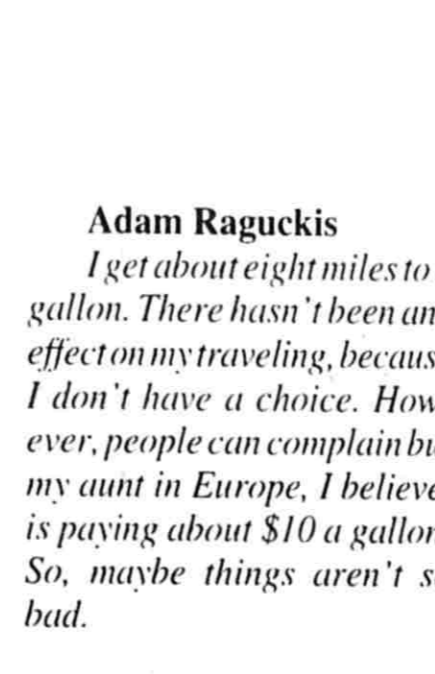 Adam Raguckis
I get about eight miles to
gallon. There hasn't been an
effect on my traveling, becaus
I don't have a choice. How
ever, people can complain bu
my aunt in Europe, I believe
is paying about $10 a gallon
So, maybe things aren't s
bad.